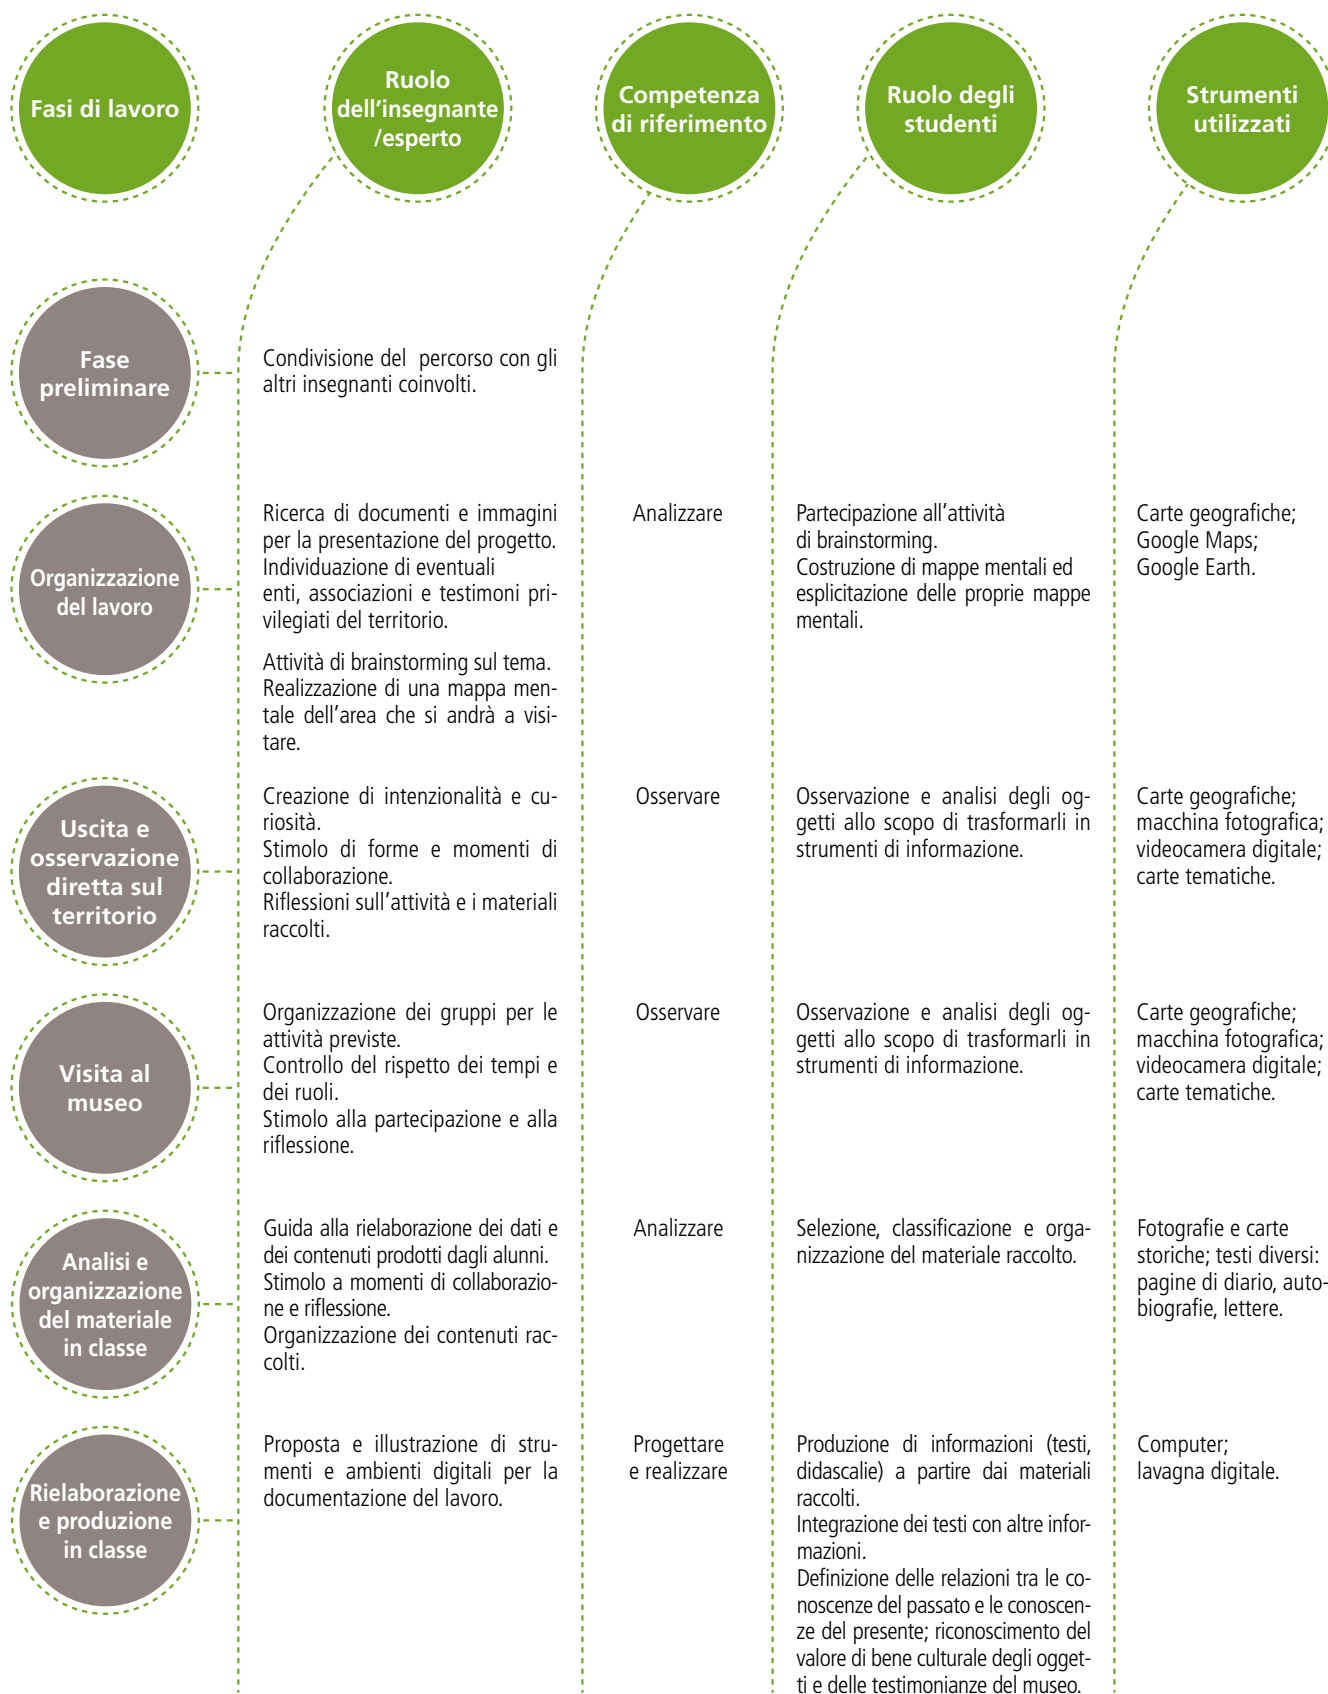 Fasi di lavoro
Ruolo
dell'insegnante
/esperto
Competenza
di riferimento
Ruolo degli
studenti
Strumenti
utilizzati
Fase
preliminare
Condivisione del percorso con gli
altri insegnanti coinvolti.
Organizzazione
del lavoro
Ricerca di documenti e immagini
per la presentazione del progetto.
Individuazione di eventuali
enti, associazioni e testimoni pri-
vilegiati del territorio.
Attività di brainstorming sul tema.
Realizzazione di una mappa men-
tale dell'area che si andrà a visi-
tare.
Analizzare
Partecipazione all'attività
di brainstorming.
Costruzione di mappe mentali ed
esplicitazione delle proprie mappe
mentali.
Carte geografiche;
Google Maps;
Google Earth.
Uscita e
osservazione
diretta sul
territorio
Creazione di intenzionalità e cu-
riosità.
Stimolo di forme e momenti di
collaborazione.
Riflessioni sull'attività e i materiali
raccolti.
Osservare
Osservazione e analisi degli og-
getti allo scopo di trasformarli in
strumenti di informazione.
Carte geografiche;
macchina fotografica;
videocamera digitale;
carte tematiche.
Visita al
museo
Organizzazione dei gruppi per le
attività previste.
Controllo del rispetto dei tempi e
dei ruoli.
Stimolo alla partecipazione e alla
riflessione.
Osservare
Osservazione e analisi degli og-
getti allo scopo di trasformarli in
strumenti di informazione.
Carte geografiche;
macchina fotografica;
videocamera digitale;
carte tematiche.
Analisi e
organizzazione
del materiale
in classe
Guida alla rielaborazione dei dati e
dei contenuti prodotti dagli alunni.
Stimolo a momenti di collaborazio-
ne e riflessione.
Organizzazione dei contenuti rac-
colti.
Analizzare
Selezione, classificazione e orga-
nizzazione del materiale raccolto.
Fotografie e carte
storiche; testi diversi:
pagine di diario, auto-
biografie, lettere.
Rielaborazione
e produzione
in classe
Proposta e illustrazione di stru-
menti e ambienti digitali per la
documentazione del lavoro.
Progettare
e realizzare
Produzione di informazioni (testi,
didascalie) a partire dai materiali
raccolti.
Integrazione dei testi con altre infor-
mazioni.
Definizione delle relazioni tra le co-
noscenze del passato e le conoscen-
ze del presente; riconoscimento del
valore di bene culturale degli ogget-
ti e delle testimonianze del museo.
Computer;
lavagna digitale.